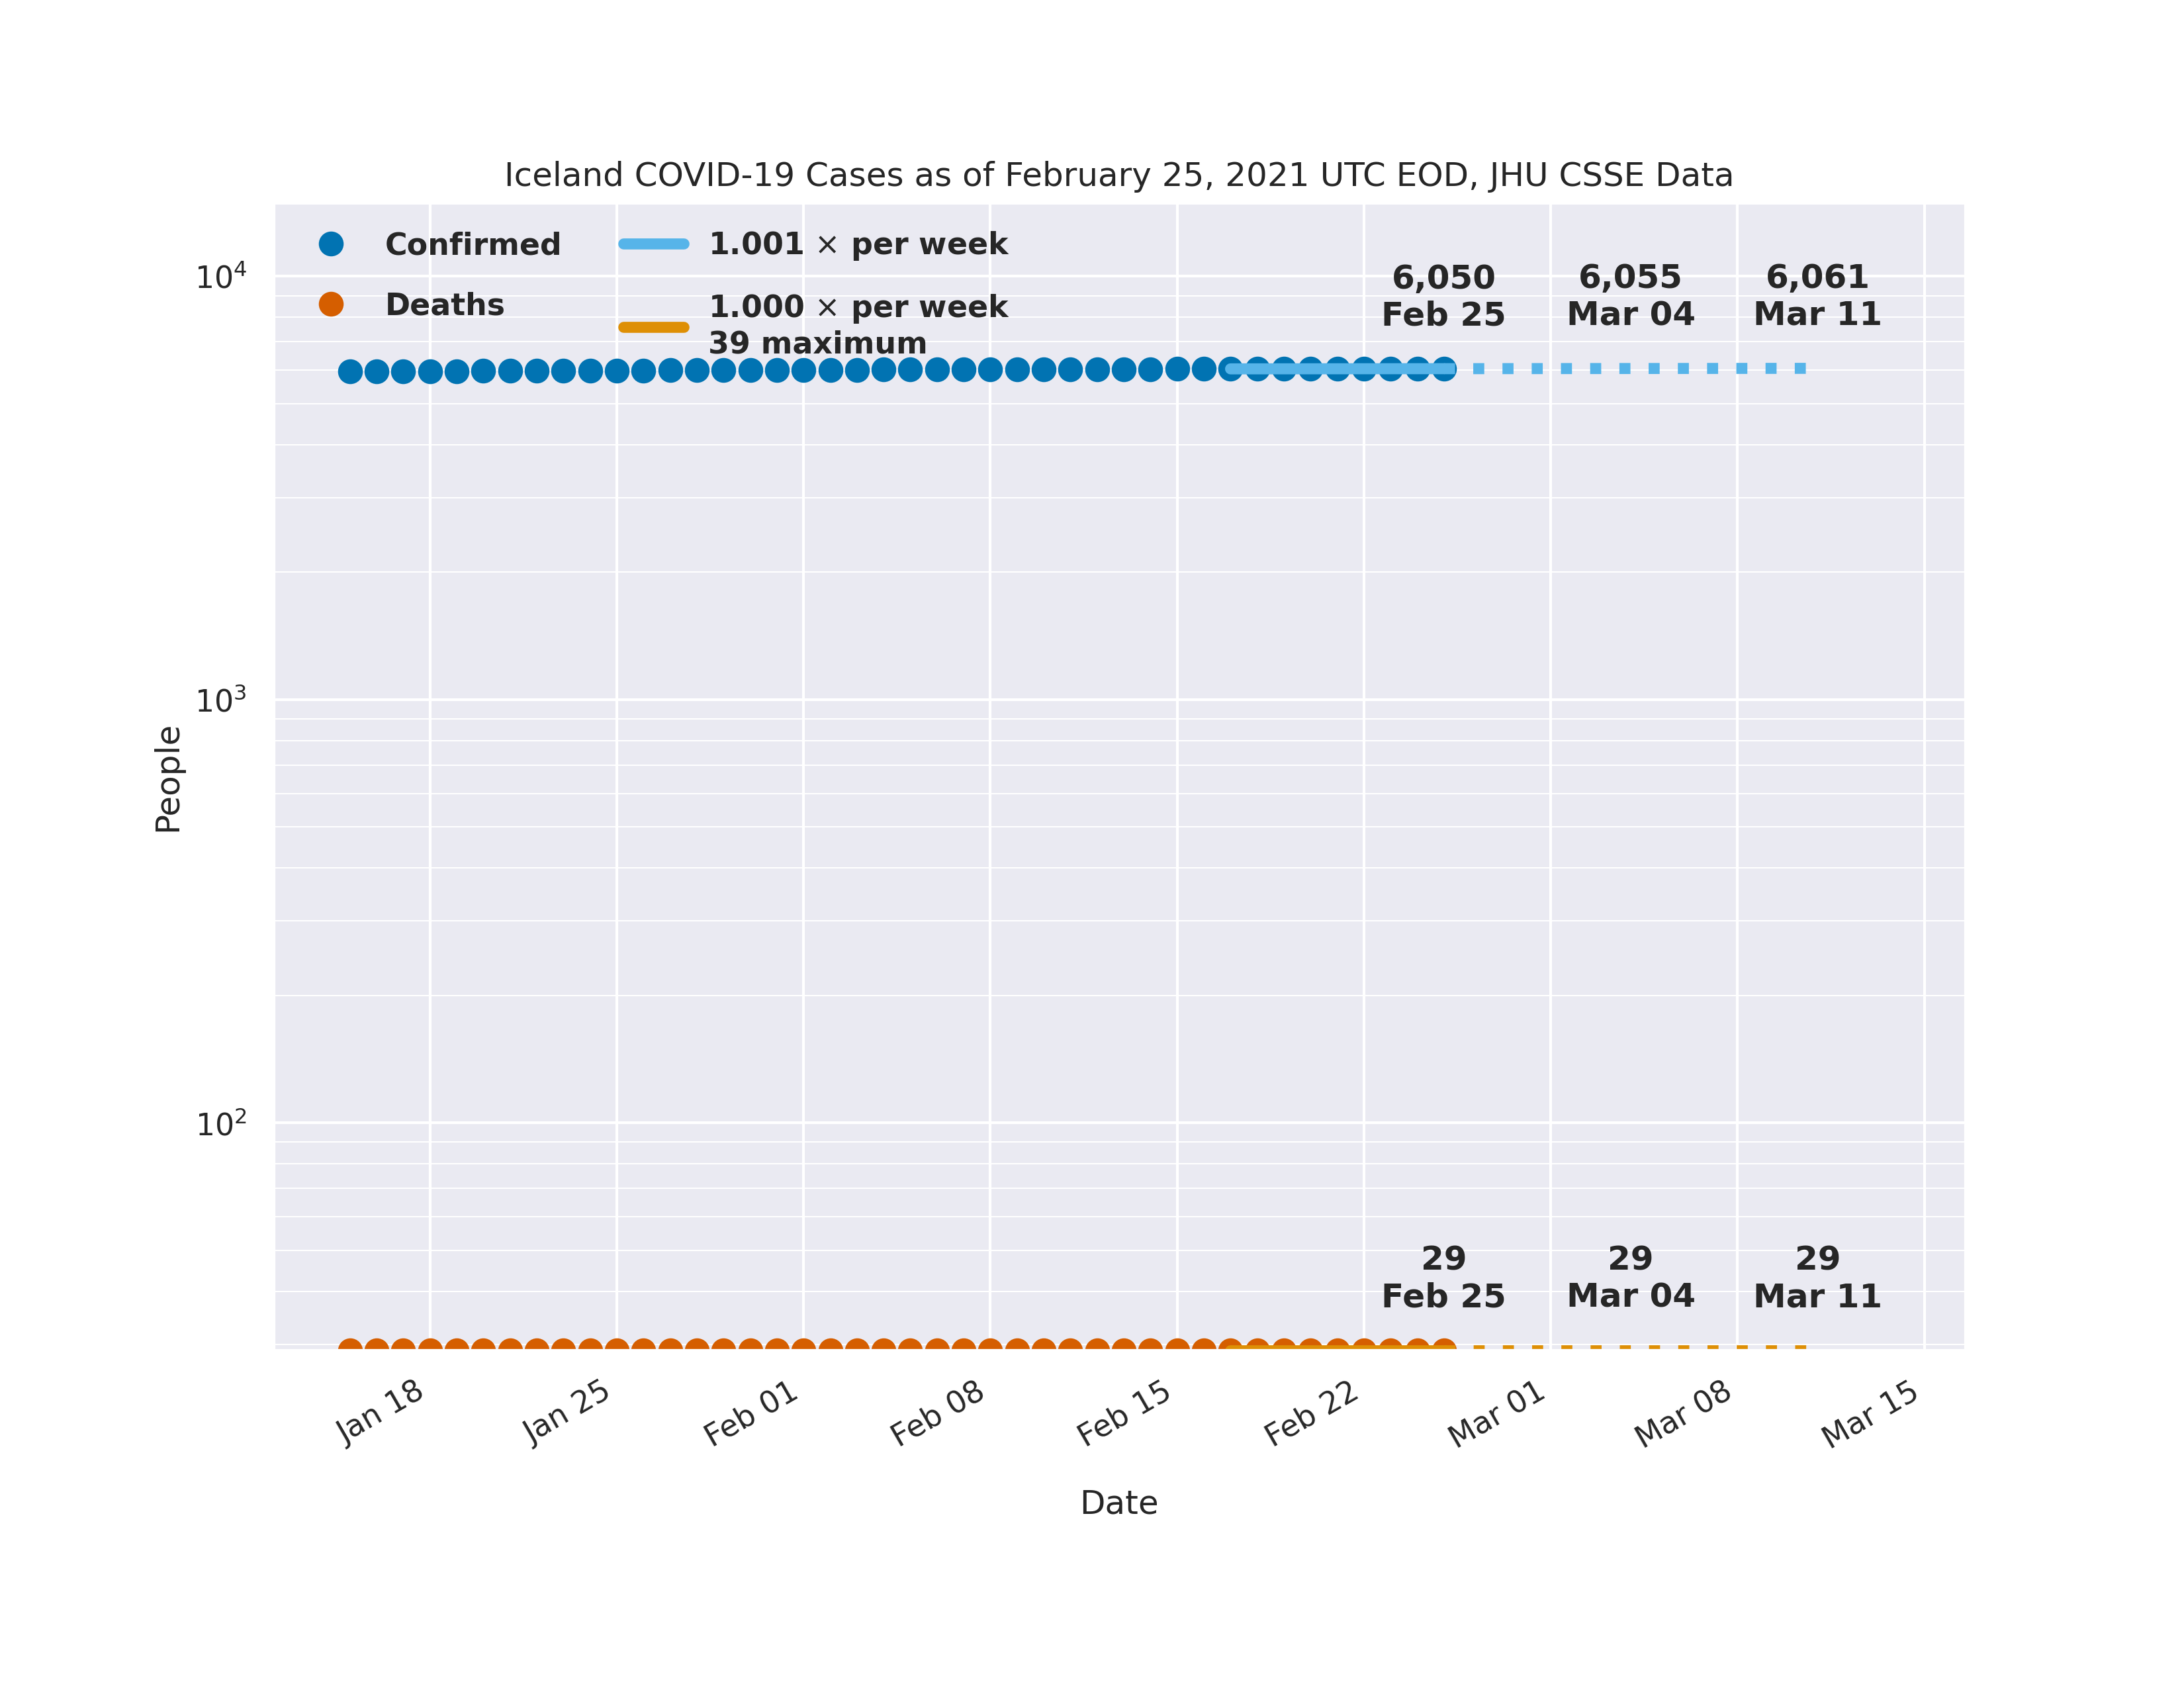 Iceland COVID-19 Cases as of February 25, 2021 UTC EOD, JHU CSSE Data
Confirmed
Deaths
1.001 × per week
1.000 × per week
39 maximum
6,050
Feb 25
6,055
Mar 04
6,061
Mar 11
10⁴
10³
10²
People
29
Feb 25
29
Mar 04
29
Mar 11
Jan 18
Jan 25
Feb 01
Feb 08
Feb 15
Feb 22
Mar 01
Mar 08
Mar 15
Date